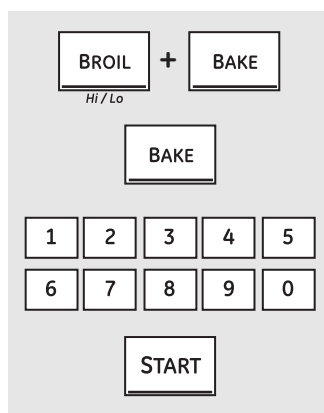 BROIL + BAKE
Hi / Lo
BAKE
1 2 3 4 5
6 7 8 9 0
START